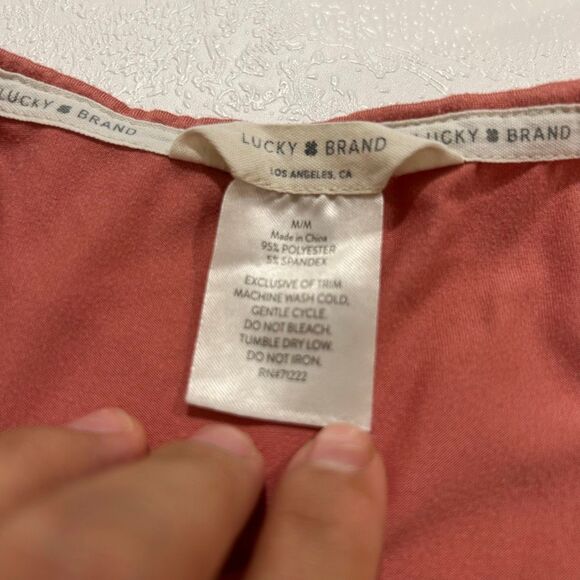 LUCKY BRAND
LUCKY BRAND
LUCKY BRAND
LOS ANGELES, CA
M/M
Made in China
95% POLYESTER
5% SPANDEX
EXCLUSIVE OF TRIM
MACHINE WASH COLD,
GENTLE CYCLE.
DO NOT BLEACH.
TUMBLE DRY LOW.
DO NOT IRON.
RN#71222